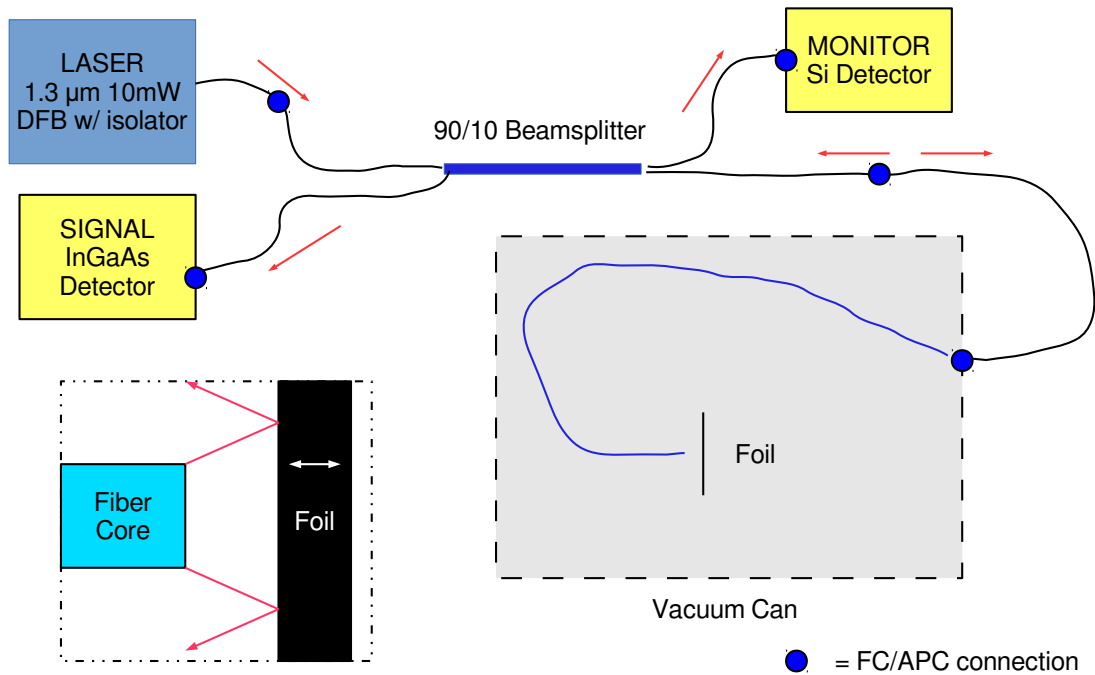 LASER
1.3 µm 10mW
DFB w/ isolator
MONITOR
Si Detector
90/10 Beamsplitter
SIGNAL
InGaAs
Detector
Fiber
Core
Foil
Foil
Vacuum Can
= FC/APC connection